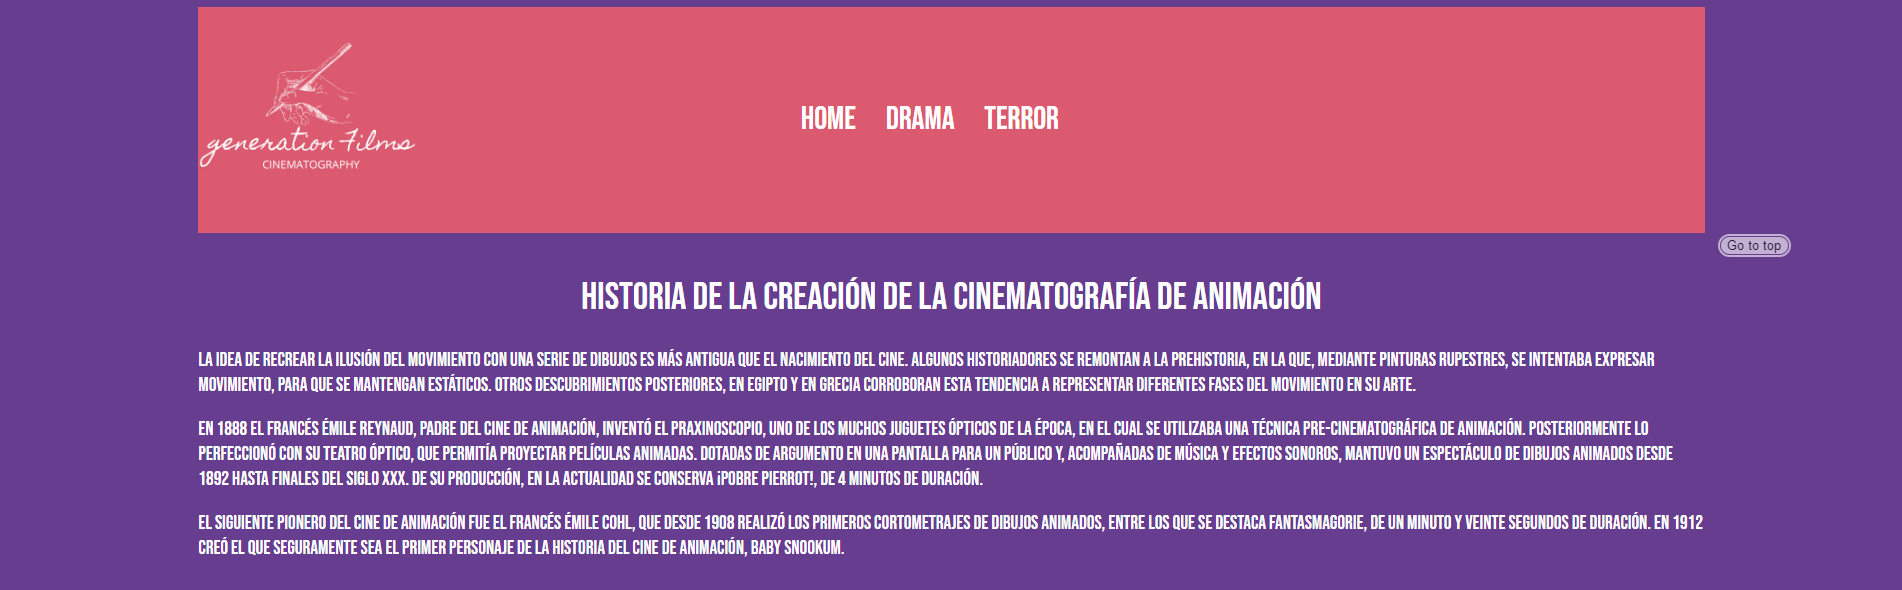 generation Films
CINEMATOGRAPHY
HOME DRAMA TERROR
Go to top
HISTORIA DE LA CREACIÓN DE LA CINEMATOGRAFÍA DE ANIMACIÓN
LA IDEA DE RECREAR LA ILUSIÓN DEL MOVIMIENTO CON UNA SERIE DE DIBUJOS ES MÁS ANTIGUA QUE EL NACIMIENTO DEL CINE. ALGUNOS HISTORIADORES SE REMONTAN A LA PREHISTORIA, EN LA QUE, MEDIANTE PINTURAS RUPESTRES, SE INTENTABA EXPRESAR
MOVIMIENTO, PARA QUE SE MANTENGAN ESTÁTICOS. OTROS DESCUBRIMIENTOS POSTERIORES, EN EGIPTO Y EN GRECIA CORROBORAN ESTA TENDENCIA A REPRESENTAR DIFERENTES FASES DEL MOVIMIENTO EN SU ARTE.
EN 1888 EL FRANCÉS ÉMILE REYNAUD, PADRE DEL CINE DE ANIMACIÓN, INVENTÓ EL PRAXINOSCOPIO, UNO DE LOS MUCHOS JUGUETES ÓPTICOS DE LA ÉPOCA, EN EL CUAL SE UTILIZABA UNA TÉCNICA PRE-CINEMATOGRÁFICA DE ANIMACIÓN. POSTERIORMENTE LO
PERFECCIONÓ CON SU TEATRO ÓPTICO, QUE PERMITÍA PROYECTAR PELÍCULAS ANIMADAS. DOTADAS DE ARGUMENTO EN UNA PANTALLA PARA UN PÚBLICO Y, ACOMPAÑADAS DE MÚSICA Y EFECTOS SONOROS, MANTUVO UN ESPECTÁCULO DE DIBUJOS ANIMADOS DESDE
1892 HASTA FINALES DEL SIGLO XXX. DE SU PRODUCCIÓN, EN LA ACTUALIDAD SE CONSERVA ¡POBRE PIERROT!, DE 4 MINUTOS DE DURACIÓN.
EL SIGUIENTE PIONERO DEL CINE DE ANIMACIÓN FUE EL FRANCÉS ÉMILE COHL, QUE DESDE 1908 REALIZÓ LOS PRIMEROS CORTOMETRAJES DE DIBUJOS ANIMADOS, ENTRE LOS QUE SE DESTACA FANTASMAGORIE, DE UN MINUTO Y VEINTE SEGUNDOS DE DURACIÓN. EN 1912
CREÓ EL QUE SEGURAMENTE SEA EL PRIMER PERSONAJE DE LA HISTORIA DEL CINE DE ANIMACIÓN, BABY SNOOKUM.